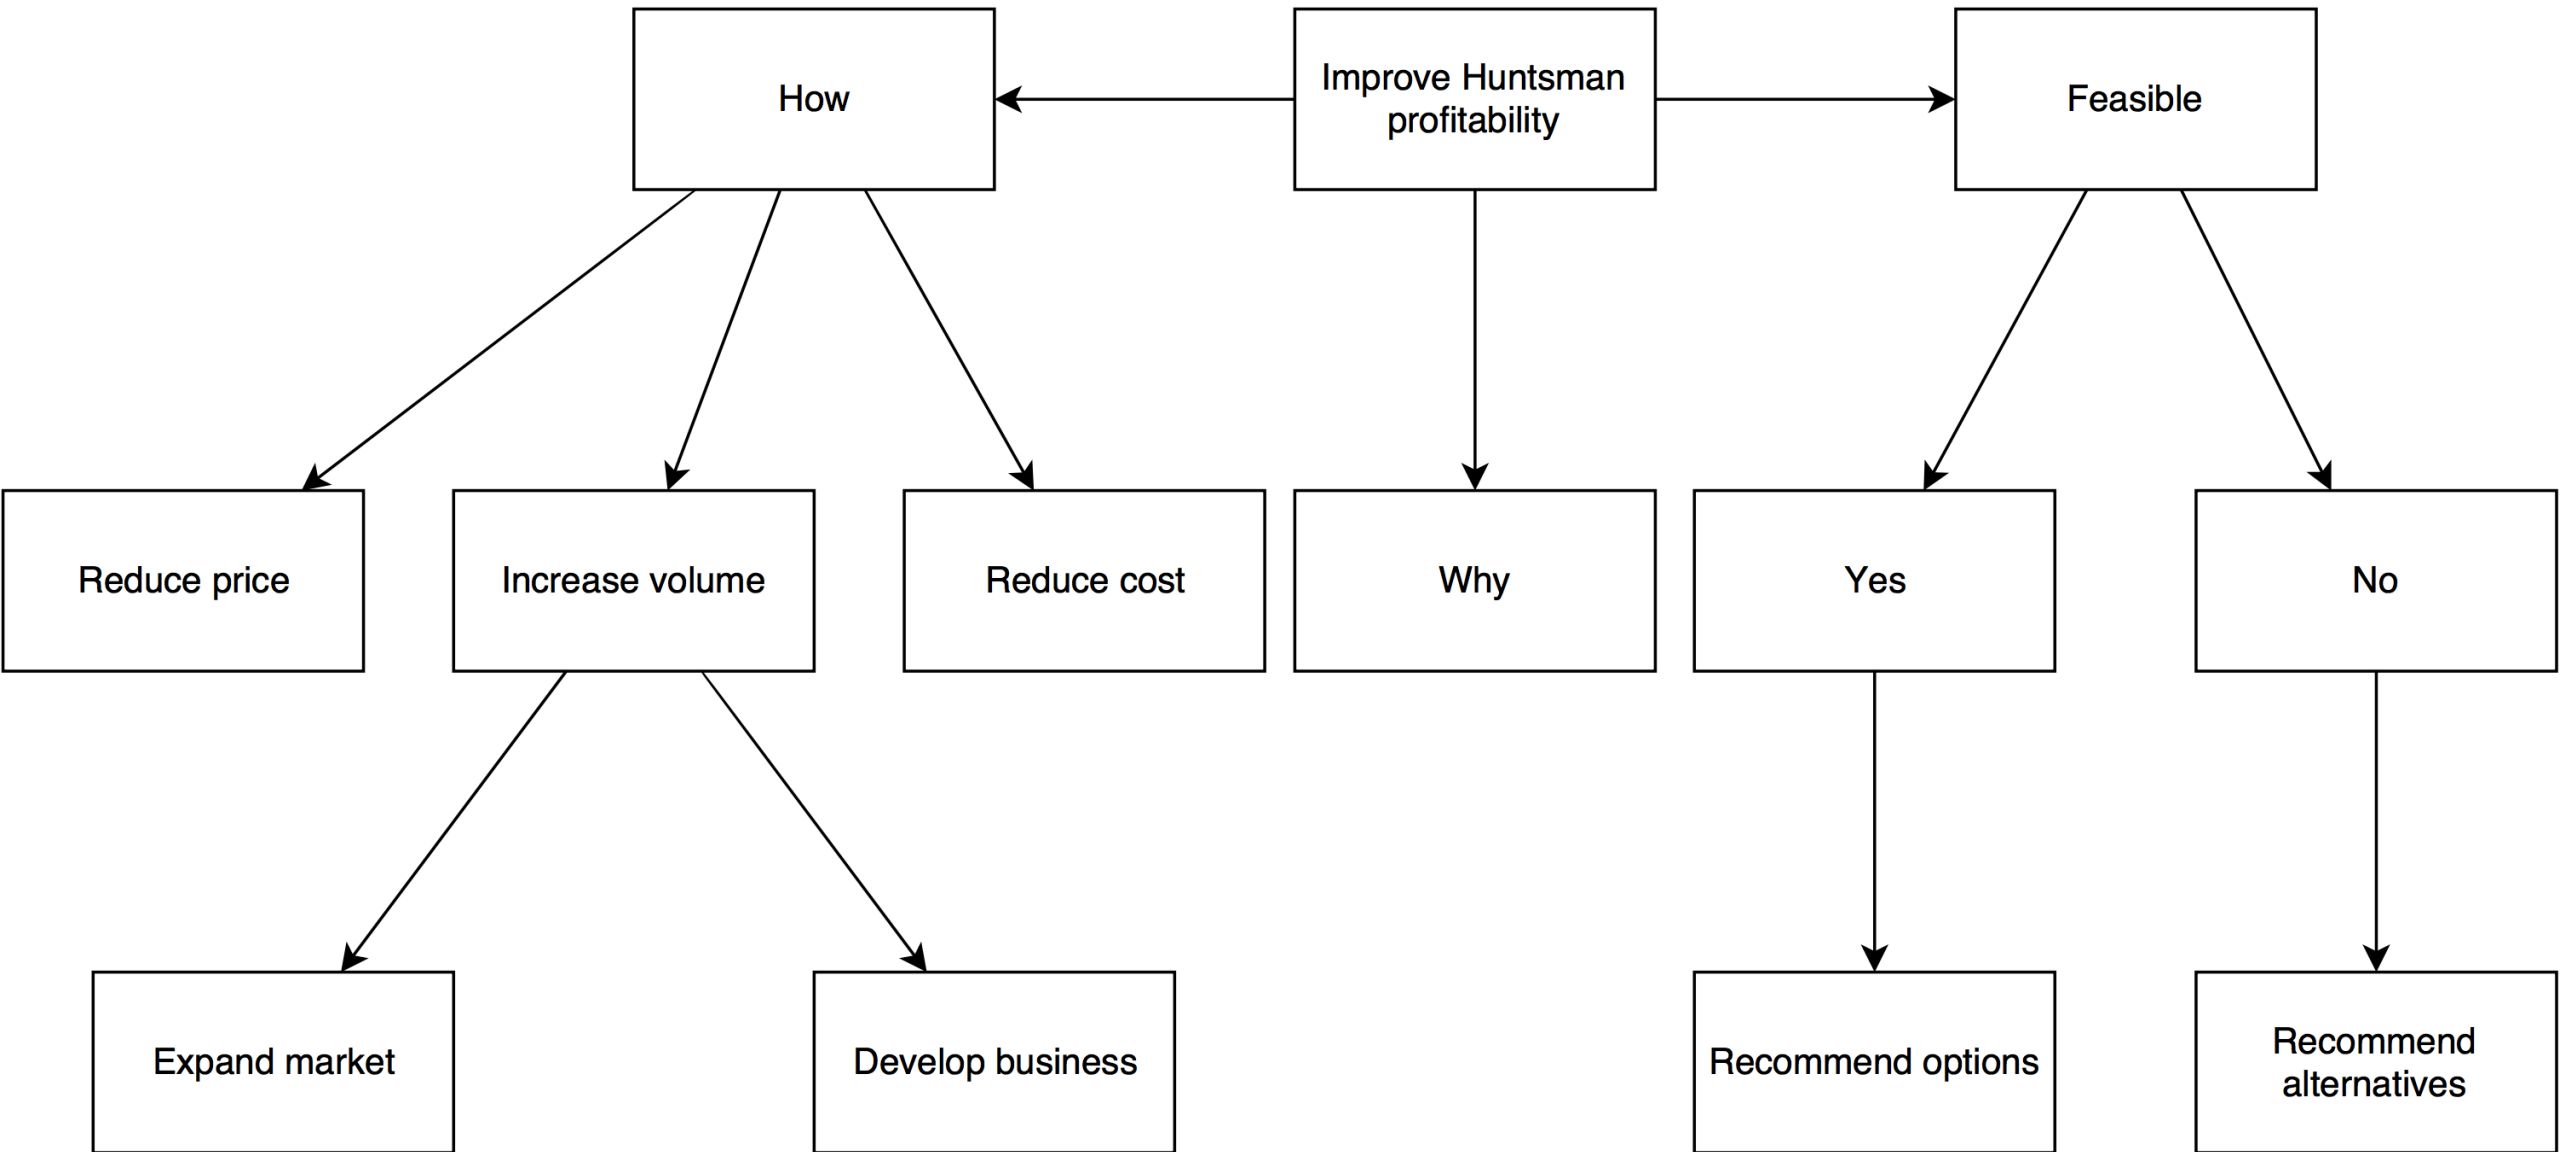 How
Improve Huntsman
profitability
Feasible
Reduce price
Increase volume
Reduce cost
Why
Yes
No
Expand market
Develop business
Recommend options
Recommend
alternatives